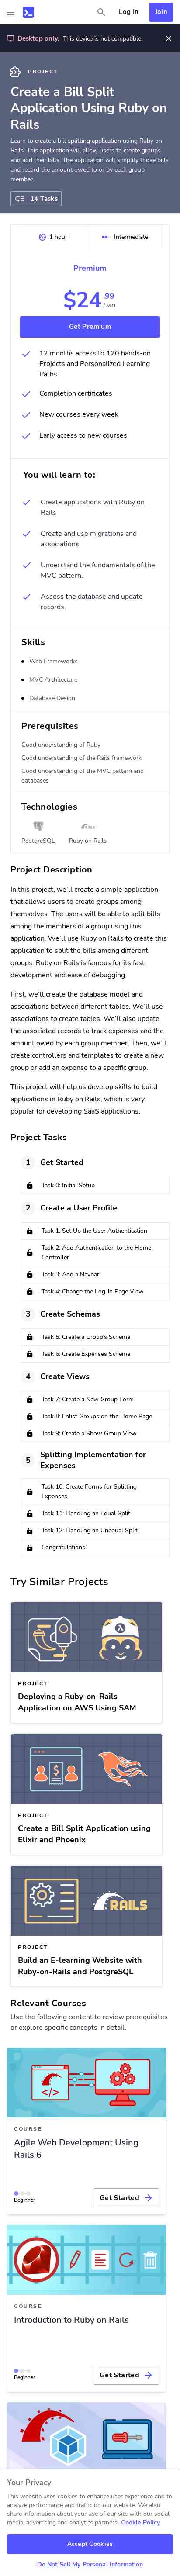 Log In
Join
Desktop only. This device is not compatible.
PROJECT
Create a Bill Split
Application Using Ruby on
Rails
Learn to create a bill splitting application using Ruby on
Rails. This application will allow users to create groups
and add their bills. The application will simplify those bills
and record the amount owed to or by each group
member.
14 Tasks
1 hour
Intermediate
Premium
$24.99
/ MO
Get Premium
12 months access to 120 hands-on
Projects and Personalized Learning
Paths
Completion certificates
New courses every week
Early access to new courses
You will learn to:
Create applications with Ruby on
Rails
Create and use migrations and
associations
Understand the fundamentals of the
MVC pattern.
Assess the database and update
records.
Skills
Web Frameworks
MVC Architecture
Database Design
Prerequisites
Good understanding of Ruby
Good understanding of the Rails framework
Good understanding of the MVC pattern and
databases
Technologies
RAILS
PostgreSQL
Ruby on Rails
Project Description
In this project, we'll create a simple application
that allows users to create groups among
themselves. The users will be able to split bills
among the members of a group using this
application. We'll use Ruby on Rails to create this
application to split the bills among different
groups. Ruby on Rails is famous for its fast
development and ease of debugging.
First, we'll create the database model and
associations between different tables. We'll use
associations to create tables. We'll also update
the associated records to track expenses and the
amount owed by each group member. Then, we'll
create controllers and templates to create a new
group or add an expense to a specific group.
This project will help us develop skills to build
applications in Ruby on Rails, which is very
popular for developing SaaS applications.
Project Tasks
1 Get Started
Task 0: Initial Setup
2 Create a User Profile
Task 1: Set Up the User Authentication
Task 2: Add Authentication to the Home
Controller
Task 3: Add a Navbar
Task 4: Change the Log-in Page View
3 Create Schemas
Task 5: Create a Group's Schema
Task 6: Create Expenses Schema
4 Create Views
Task 7: Create a New Group Form
Task 8: Enlist Groups on the Home Page
Task 9: Create a Show Group View
5 Splitting Implementation for
Expenses
Task 10: Create Forms for Splitting
Expenses
Task 11: Handling an Equal Split
Task 12: Handling an Unequal Split
Congratulations!
Try Similar Projects
PROJECT
Deploying a Ruby-on-Rails
Application on AWS Using SAM
PROJECT
Create a Bill Split Application using
Elixir and Phoenix
RAILS
PROJECT
Build an E-learning Website with
Ruby-on-Rails and PostgreSQL
Relevant Courses
Use the following content to review prerequisites
or explore specific concepts in detail.
COURSE
Agile Web Development Using
Rails 6
Beginner
Get Started
COURSE
Introduction to Ruby on Rails
Beginner
Get Started
Your Privacy
This website uses cookies to enhance user experience and to
analyze performance and traffic on our website. We also
share information about your use of our site with our social
media, advertising and analytics partners. Cookie Policy
Accept Cookies
Do Not Sell My Personal Information